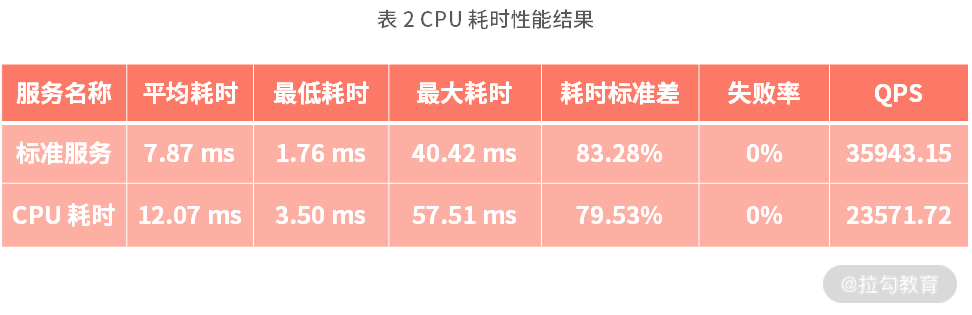 表 2 CPU 耗时性能结果
服务名称 平均耗时 最低耗时 最大耗时 耗时标准差 失败率 QPS
标准服务 7.87 ms 1.76 ms 40.42 ms 83.28% 0% 35943.15
CPU 耗时 12.07 ms 3.50 ms 57.51 ms 79.53% 0% 23571.72
@拉勾教育